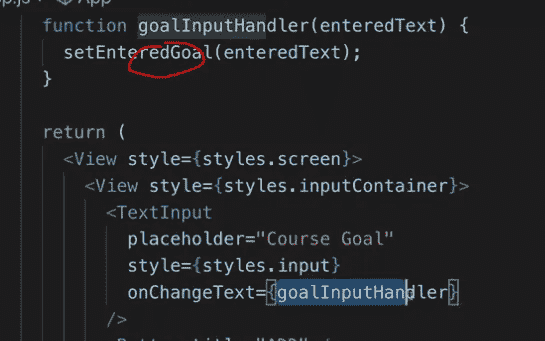 p.js
App
function goalInputHandler(enteredText) {
setEnteredGoal(enteredText);
}
return (
<View style={styles.screen}>
<View style={styles.inputContainer}>
<TextInput
placeholder="Course Goal"
style={styles.input}
onChangeText={goalInputHandler}
/>